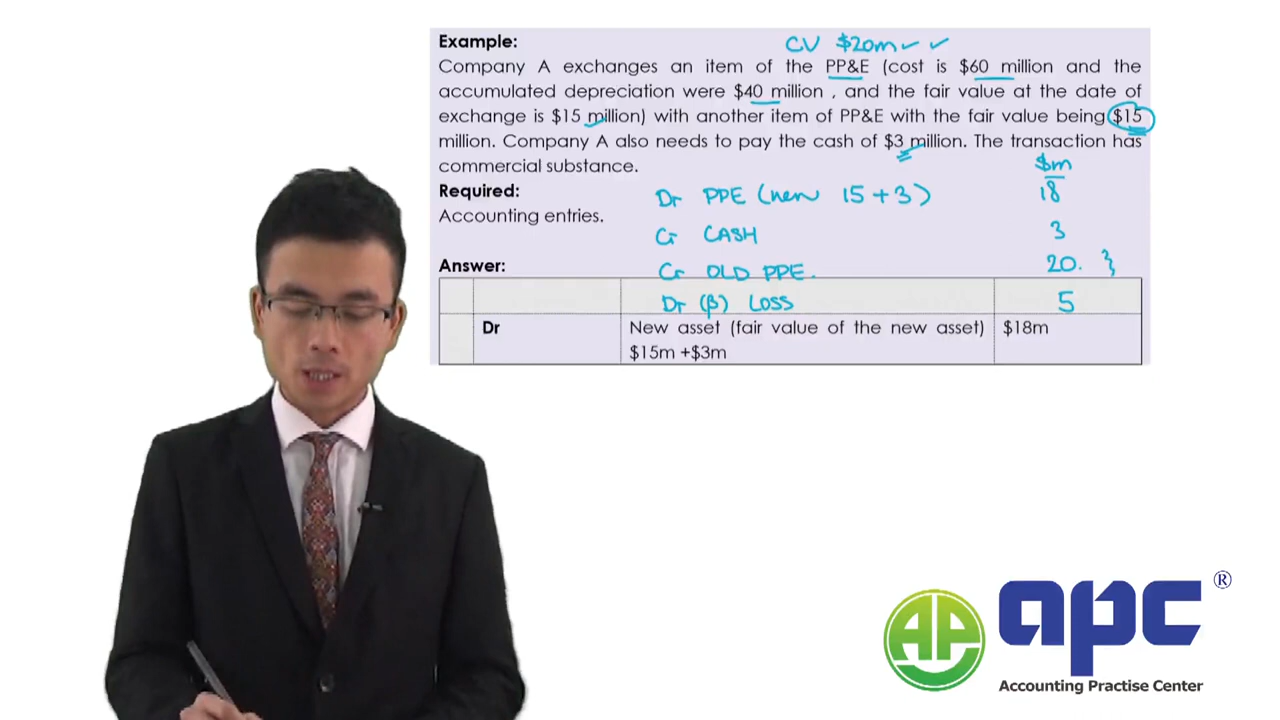 Example:
CV $20m
Company A exchanges an item of the PP&E (cost is $60 million and the
accumulated depreciation were $40 million , and the fair value at the date of
exchange is $15 million) with another item of PP&E with the fair value being $15
million. Company A also needs to pay the cash of $3 million. The transaction has
commercial substance.
$m
Required:
Dr PPE (new 15 + 3) 18
Accounting entries.
Cr CASH 3
Answer:
Cr OLD PPE. 20.
Dr (β) LOSS 5
Dr New asset (fair value of the new asset) $18m
$15m +$3m
AP
apc ®
Accounting Practise Center